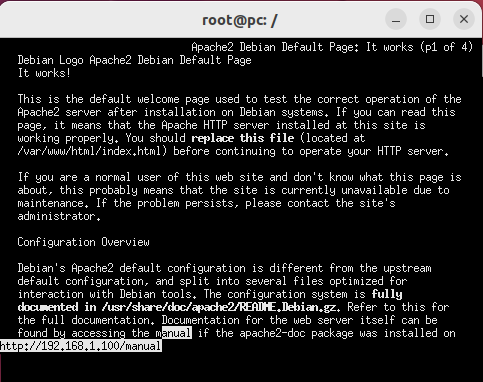 root@pc: /
Apache2 Debian Default Page: It works (p1 of 4)
Debian Logo Apache2 Debian Default Page
It works!
This is the default welcome page used to test the correct operation of the
Apache2 server after installation on Debian systems. If you can read this
page, it means that the Apache HTTP server installed at this site is
working properly. You should replace this file (located at
/var/www/html/index.html) before continuing to operate your HTTP server.
If you are a normal user of this web site and don't know what this page is
about, this probably means that the site is currently unavailable due to
maintenance. If the problem persists, please contact the site's
administrator.
Configuration Overview
Debian's Apache2 default configuration is different from the upstream
default configuration, and split into several files optimized for
interaction with Debian tools. The configuration system is fully
documented in /usr/share/doc/apache2/README.Debian.gz. Refer to this for
the full documentation. Documentation for the web server itself can be
found by accessing the manual if the apache2-doc package was installed on
http://192.168.1.100/manual